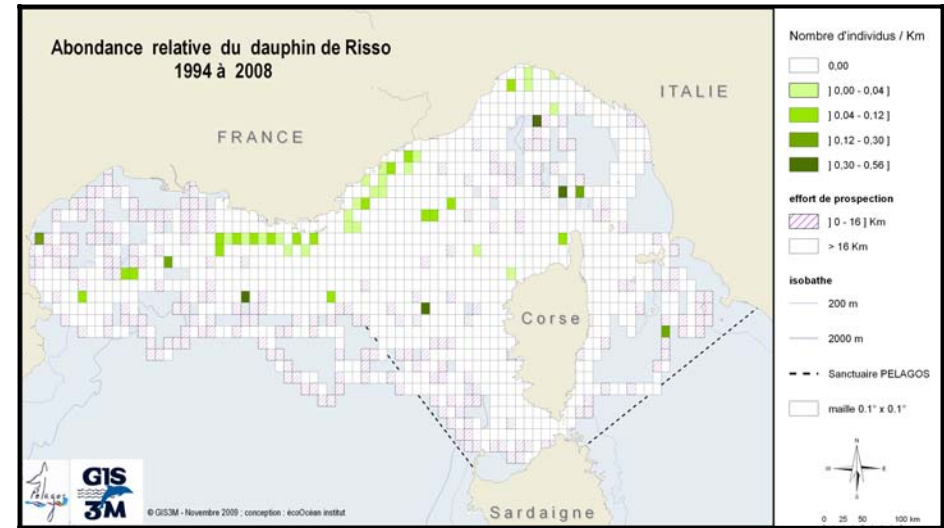 Abondance relative du dauphin de Risso
1994 à 2008
FRANCE
ITALIE
Corse
Sardaigne
Pelagos
GIS
3M
© GIS3M - Novembre 2009 ; conception : écoOcéan institut
Nombre d'individus / Km
0,00
] 0,00 - 0,04 ]
] 0,04 - 0,12 ]
] 0,12 - 0,30 ]
] 0,30 - 0,56 ]
effort de prospection
] 0 - 16 ] Km
> 16 Km
isobathe
200 m
2000 m
Sanctuaire PELAGOS
maille 0.1° x 0.1°
N
W E
S
0 25 50 100 km